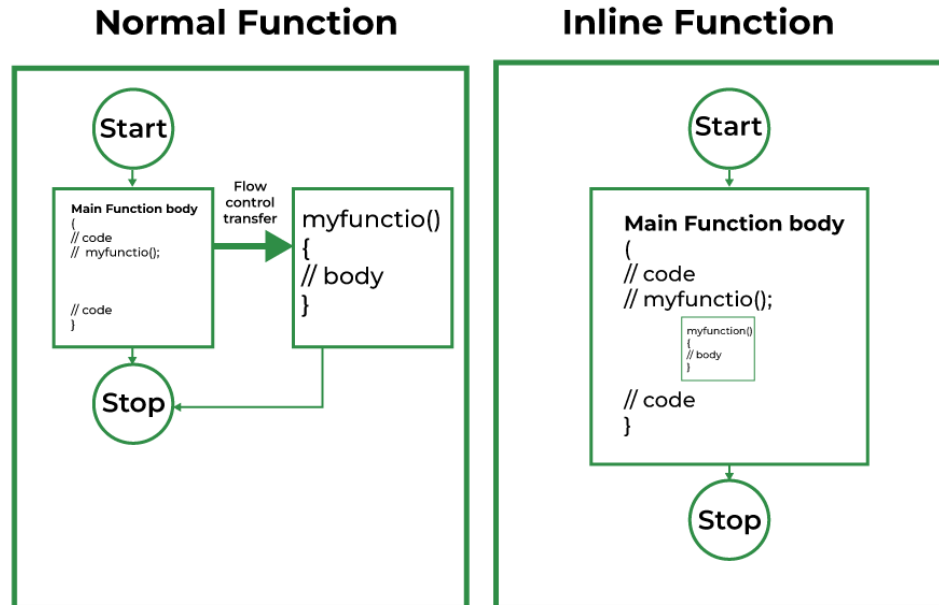 Normal Function
Start
Main Function body
(
// code
// myfunctio();
// code
}
Flow
control
transfer
myfunctio()
{
// body
}
Stop
Inline Function
Start
Main Function body
(
// code
// myfunctio();
myfunction()
{
// body
}
// code
}
Stop